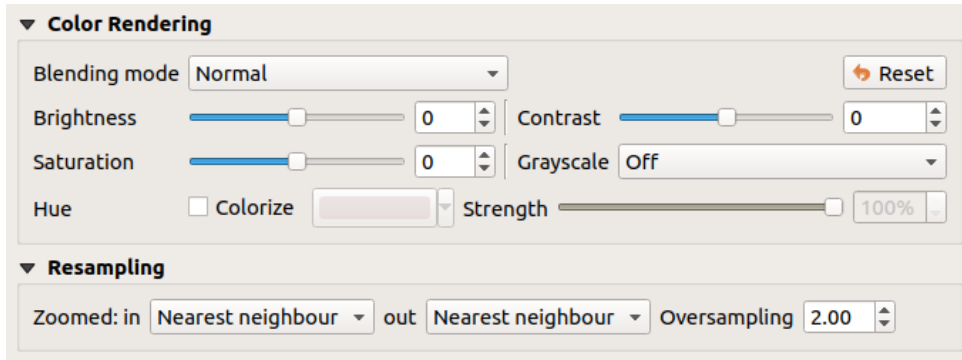 Color Rendering
Blending mode Normal Reset
Brightness 0 Contrast 0
Saturation 0 Grayscale Off
Hue Colorize Strength 100%
Resampling
Zoomed: in Nearest neighbour out Nearest neighbour Oversampling 2.00